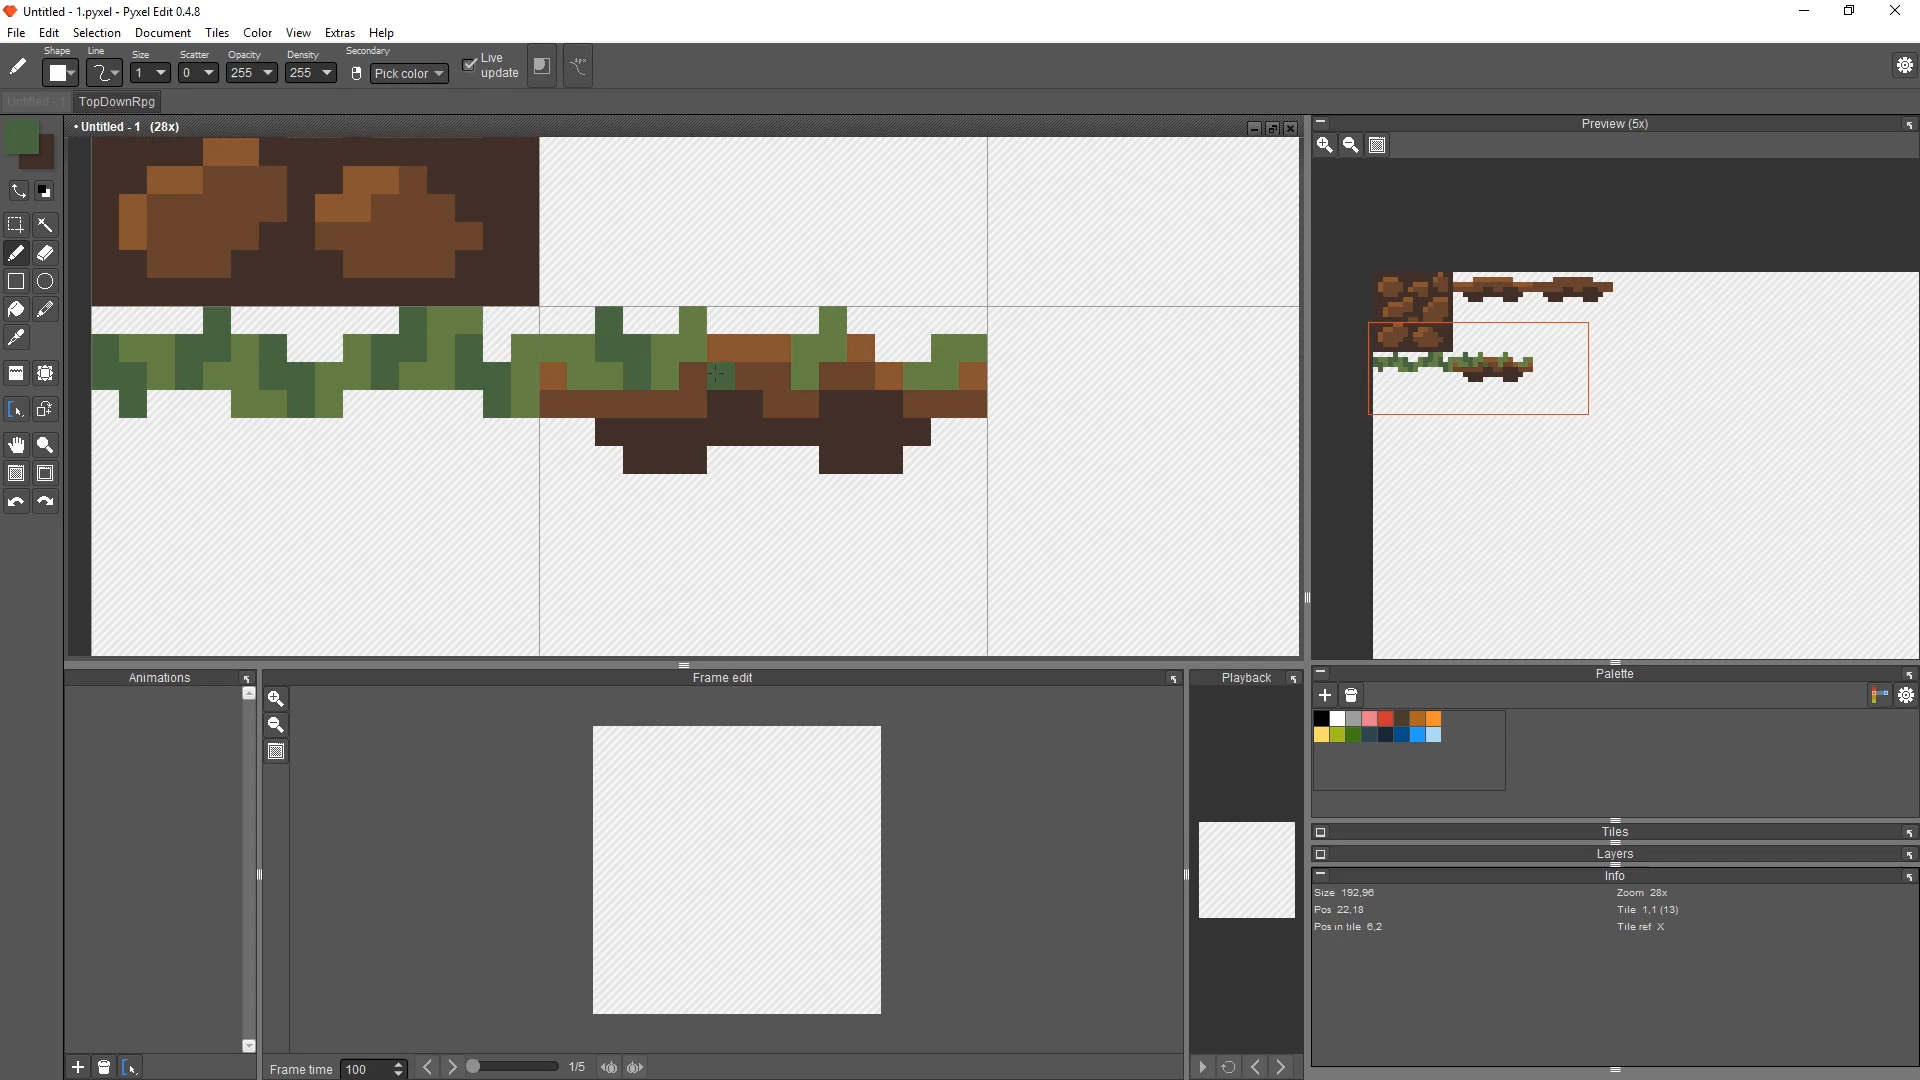 Untitled - 1.pyxel - Pyxel Edit 0.4.8
File Edit Selection Document Tiles Color View Extras Help
Shape Line Size Scatter Opacity Density Secondary
1 0 255 255 Pick color Live update
Untitled - 1 TopDownRpg
• Untitled - 1 (28x)
Preview (5x)
Animations
Frame edit
Playback
Palette
Tiles
Layers
Info
Size 192,96 Zoom 28x
Pos 22,18 Tile 1,1 (13)
Pos in tile 6,2 Tile ref X
Frame time 100 1/5